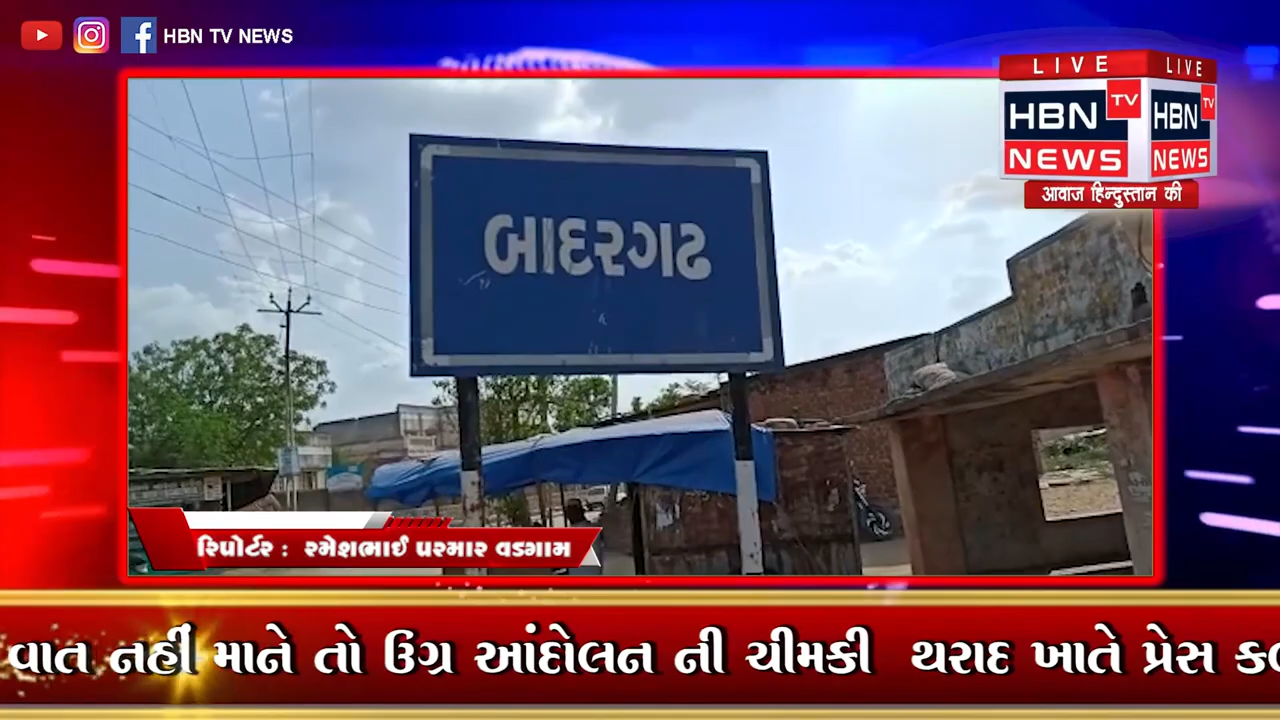 HBN TV NEWS
LIVE LIVE
HBN TV HBN TV
NEWS NEWS
आवाज हिन्दुस्तान की
બાદરગઢ
રિપોર્ટર : રમેશભાઈ પરમાર વડગામ
વાત નહીં માને તો ઉગ્ર આંદોલન ની ચીમકી થરાદ ખાતે પ્રેસ